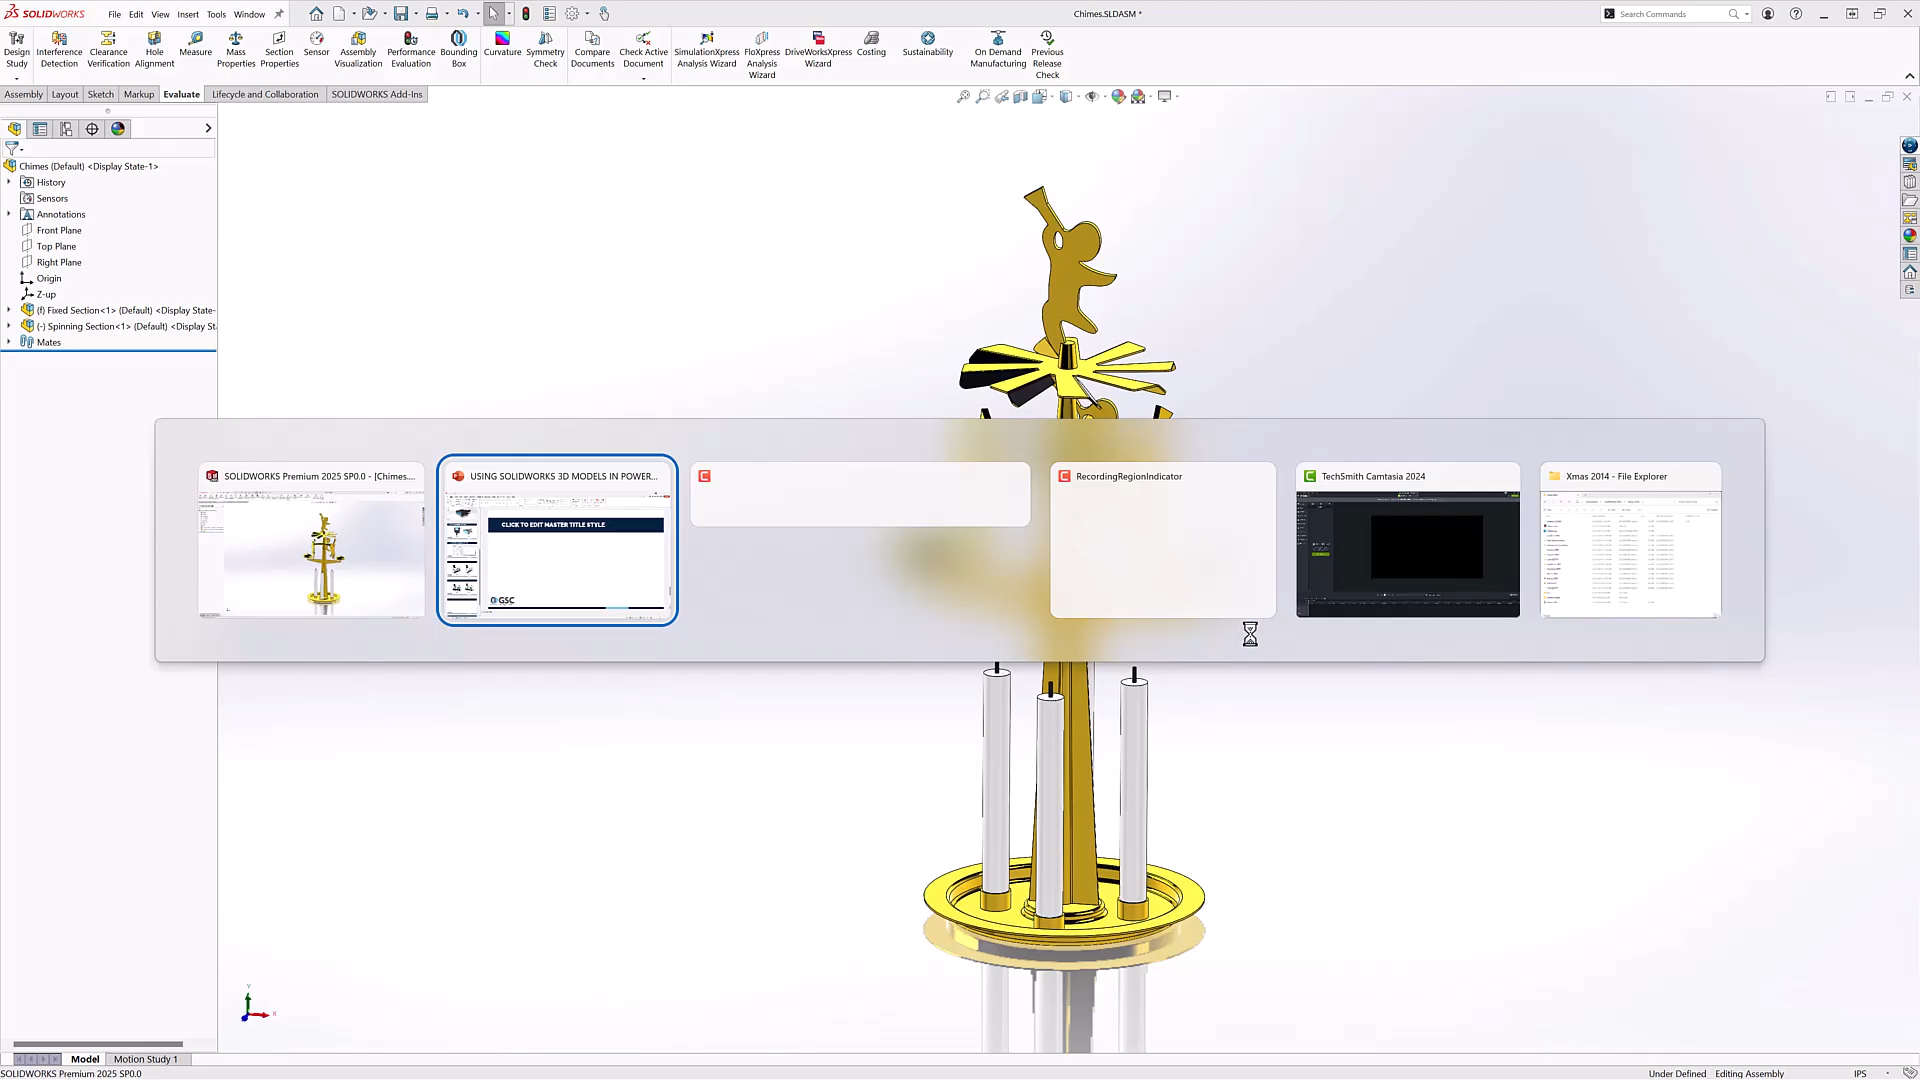 SOLIDWORKS File Edit View Insert Tools Window Chimes.SLDASM * Search Commands
Design Study
Interference Detection
Clearance Verification
Hole Alignment
Measure
Mass Properties
Section Properties
Sensor
Assembly Visualization
Performance Evaluation
Bounding Box
Curvature
Symmetry Check
Compare Documents
Check Active Document
SimulationXpress Analysis Wizard
FloXpress Analysis Wizard
DriveWorksXpress Wizard
Costing
Sustainability
On Demand Manufacturing
Previous Release Check
Assembly Layout Sketch Markup Evaluate Lifecycle and Collaboration SOLIDWORKS Add-Ins
Chimes (Default) <Display State-1>
History
Sensors
Annotations
Front Plane
Top Plane
Right Plane
Origin
Z-up
(f) Fixed Section<1> (Default) <Display State-
(-) Spinning Section<1> (Default) <Display St
Mates
SOLIDWORKS Premium 2025 SP0.0 - [Chimes....
USING SOLIDWORKS 3D MODELS IN POWER...
CLICK TO EDIT MASTER TITLE STYLE
GSC
RecordingRegionIndicator
TechSmith Camtasia 2024
Xmas 2014 - File Explorer
Y
X
Model Motion Study 1
SOLIDWORKS Premium 2025 SP0.0 Under Defined Editing Assembly IPS